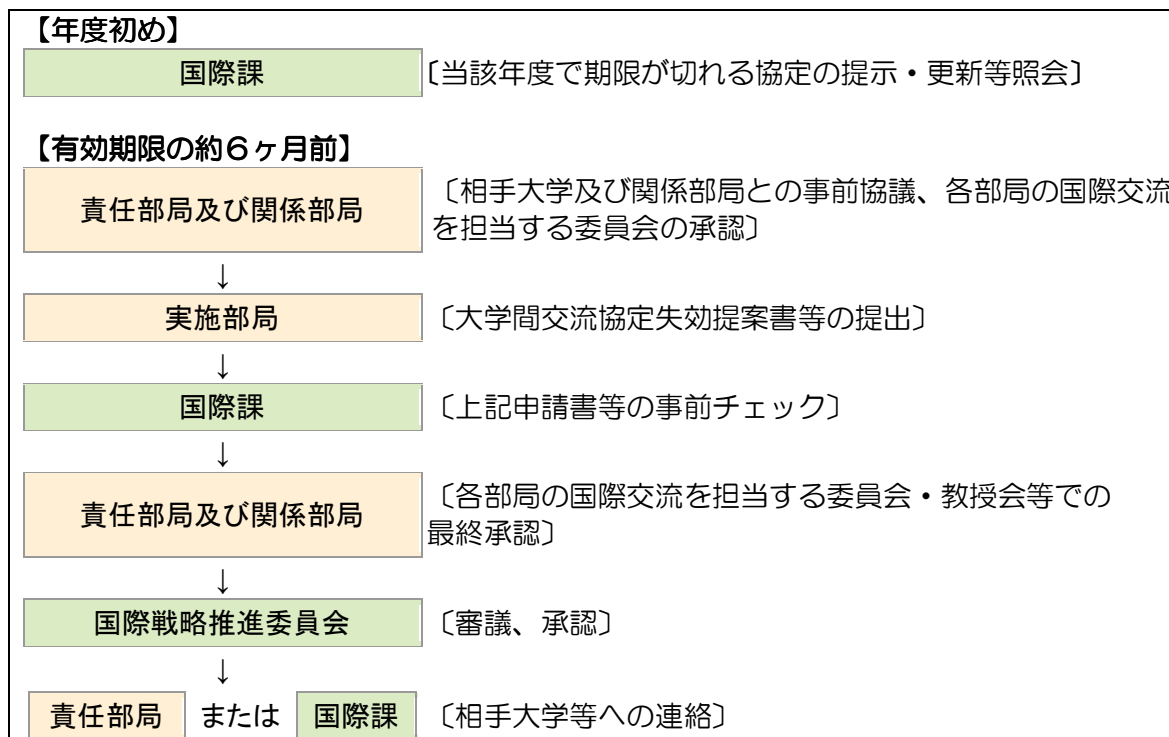 【年度初め】
国際課 〔当該年度で期限が切れる協定の提示・更新等照会〕
【有効期限の約６ヶ月前】
責任部局及び関係部局 〔相手大学及び関係部局との事前協議、各部局の国際交流
を担当する委員会の承認〕
↓
実施部局 〔大学間交流協定失効提案書等の提出〕
↓
国際課 〔上記申請書等の事前チェック〕
↓
責任部局及び関係部局 〔各部局の国際交流を担当する委員会・教授会等での
最終承認〕
↓
国際戦略推進委員会 〔審議、承認〕
↓
責任部局 または 国際課 〔相手大学等への連絡〕